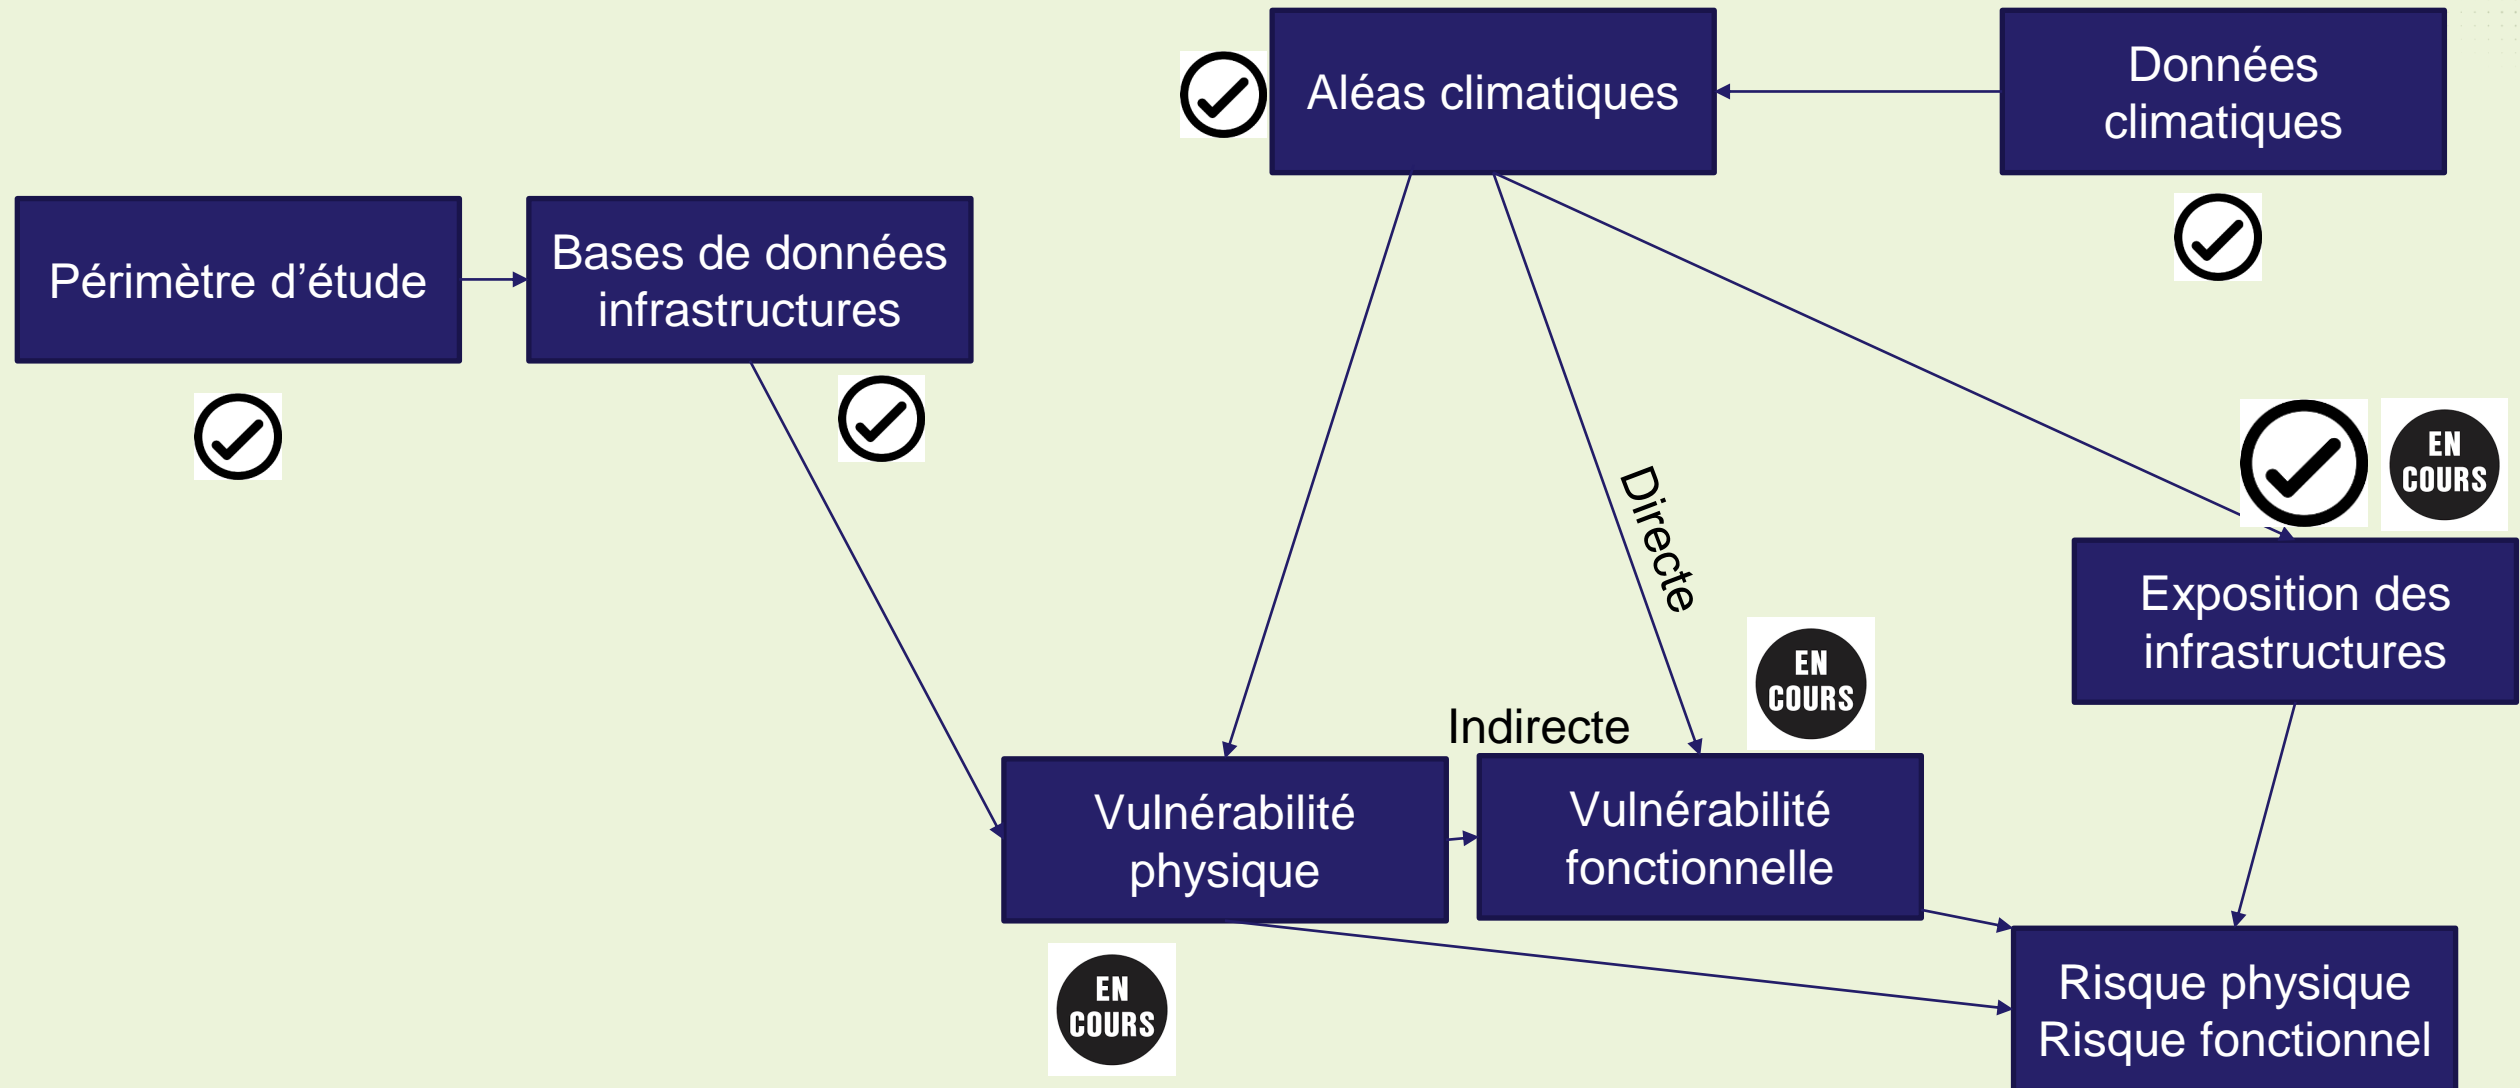 Aléas climatiques
Données
climatiques
Périmètre d’étude
Bases de données
infrastructures
EN
COURS
Exposition des
infrastructures
Directe
EN
COURS
Indirecte
Vulnérabilité
physique
Vulnérabilité
fonctionnelle
EN
COURS
Risque physique
Risque fonctionnel